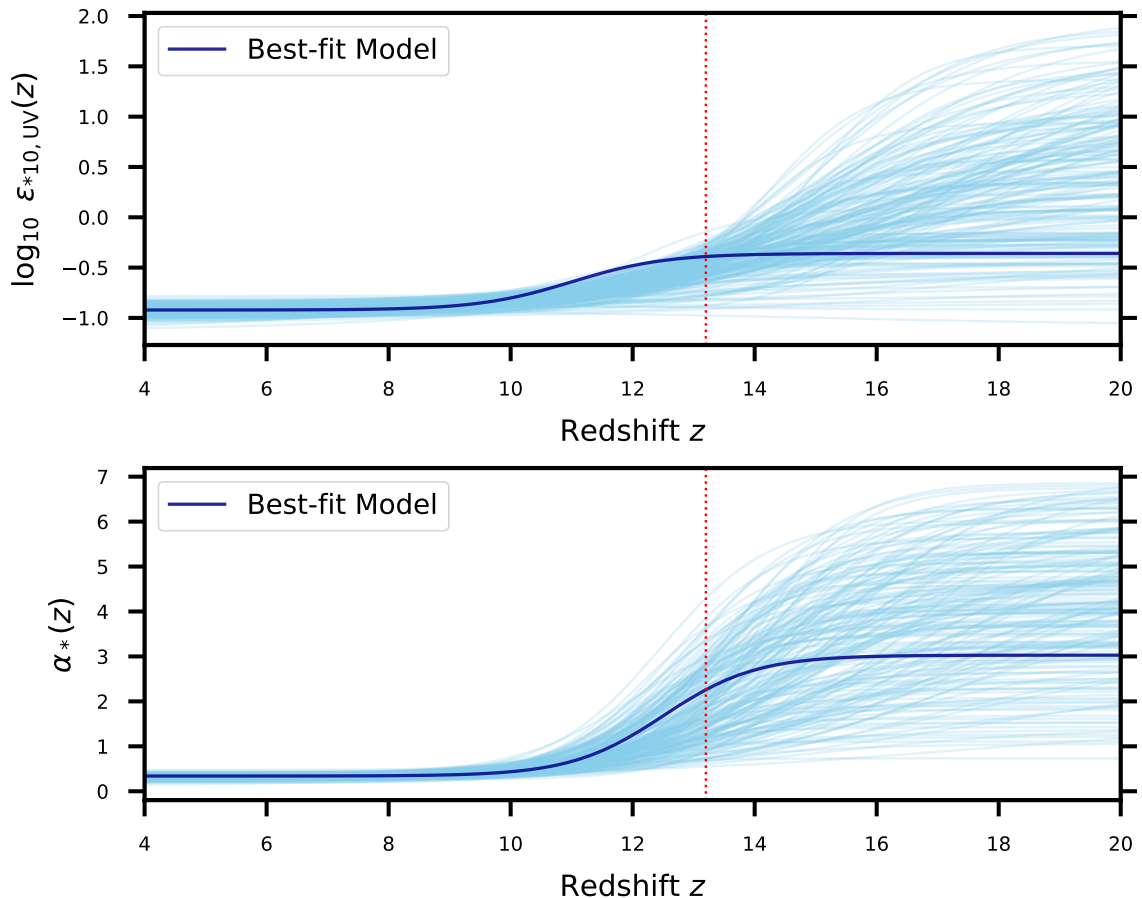 Best-fit Model
log₁₀ ε*₁₀,UV(z)
2.0
1.5
1.0
0.5
0.0
−0.5
−1.0
4 6 8 10 12 14 16 18 20
Redshift z
Best-fit Model
α*(z)
7
6
5
4
3
2
1
0
4 6 8 10 12 14 16 18 20
Redshift z